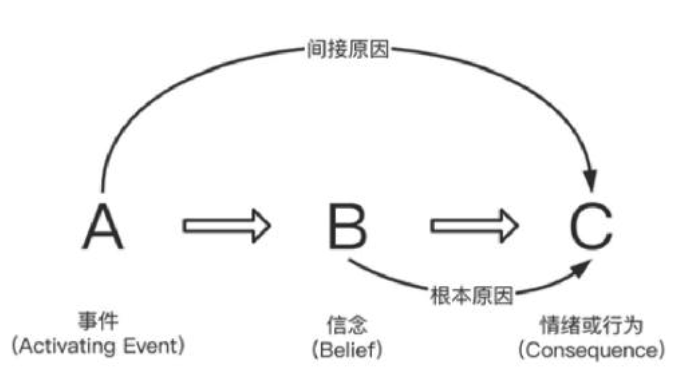 间接原因
A
B
C
根本原因
事件
(Activating Event)
信念
(Belief)
情绪或行为
(Consequence)